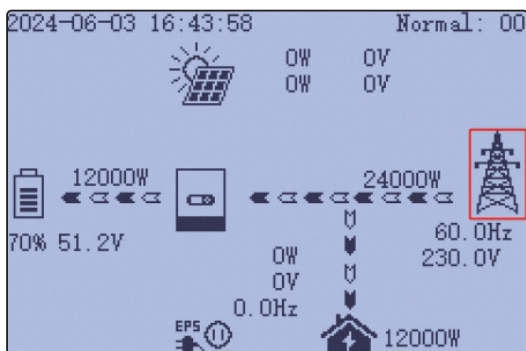 2024-06-03 16:43:58 Normal: 00
0W 0V
0W 0V
12000W 24000W
70% 51.2V
60.0Hz
230.0V
0W
0V
0.0Hz
EPS
12000W